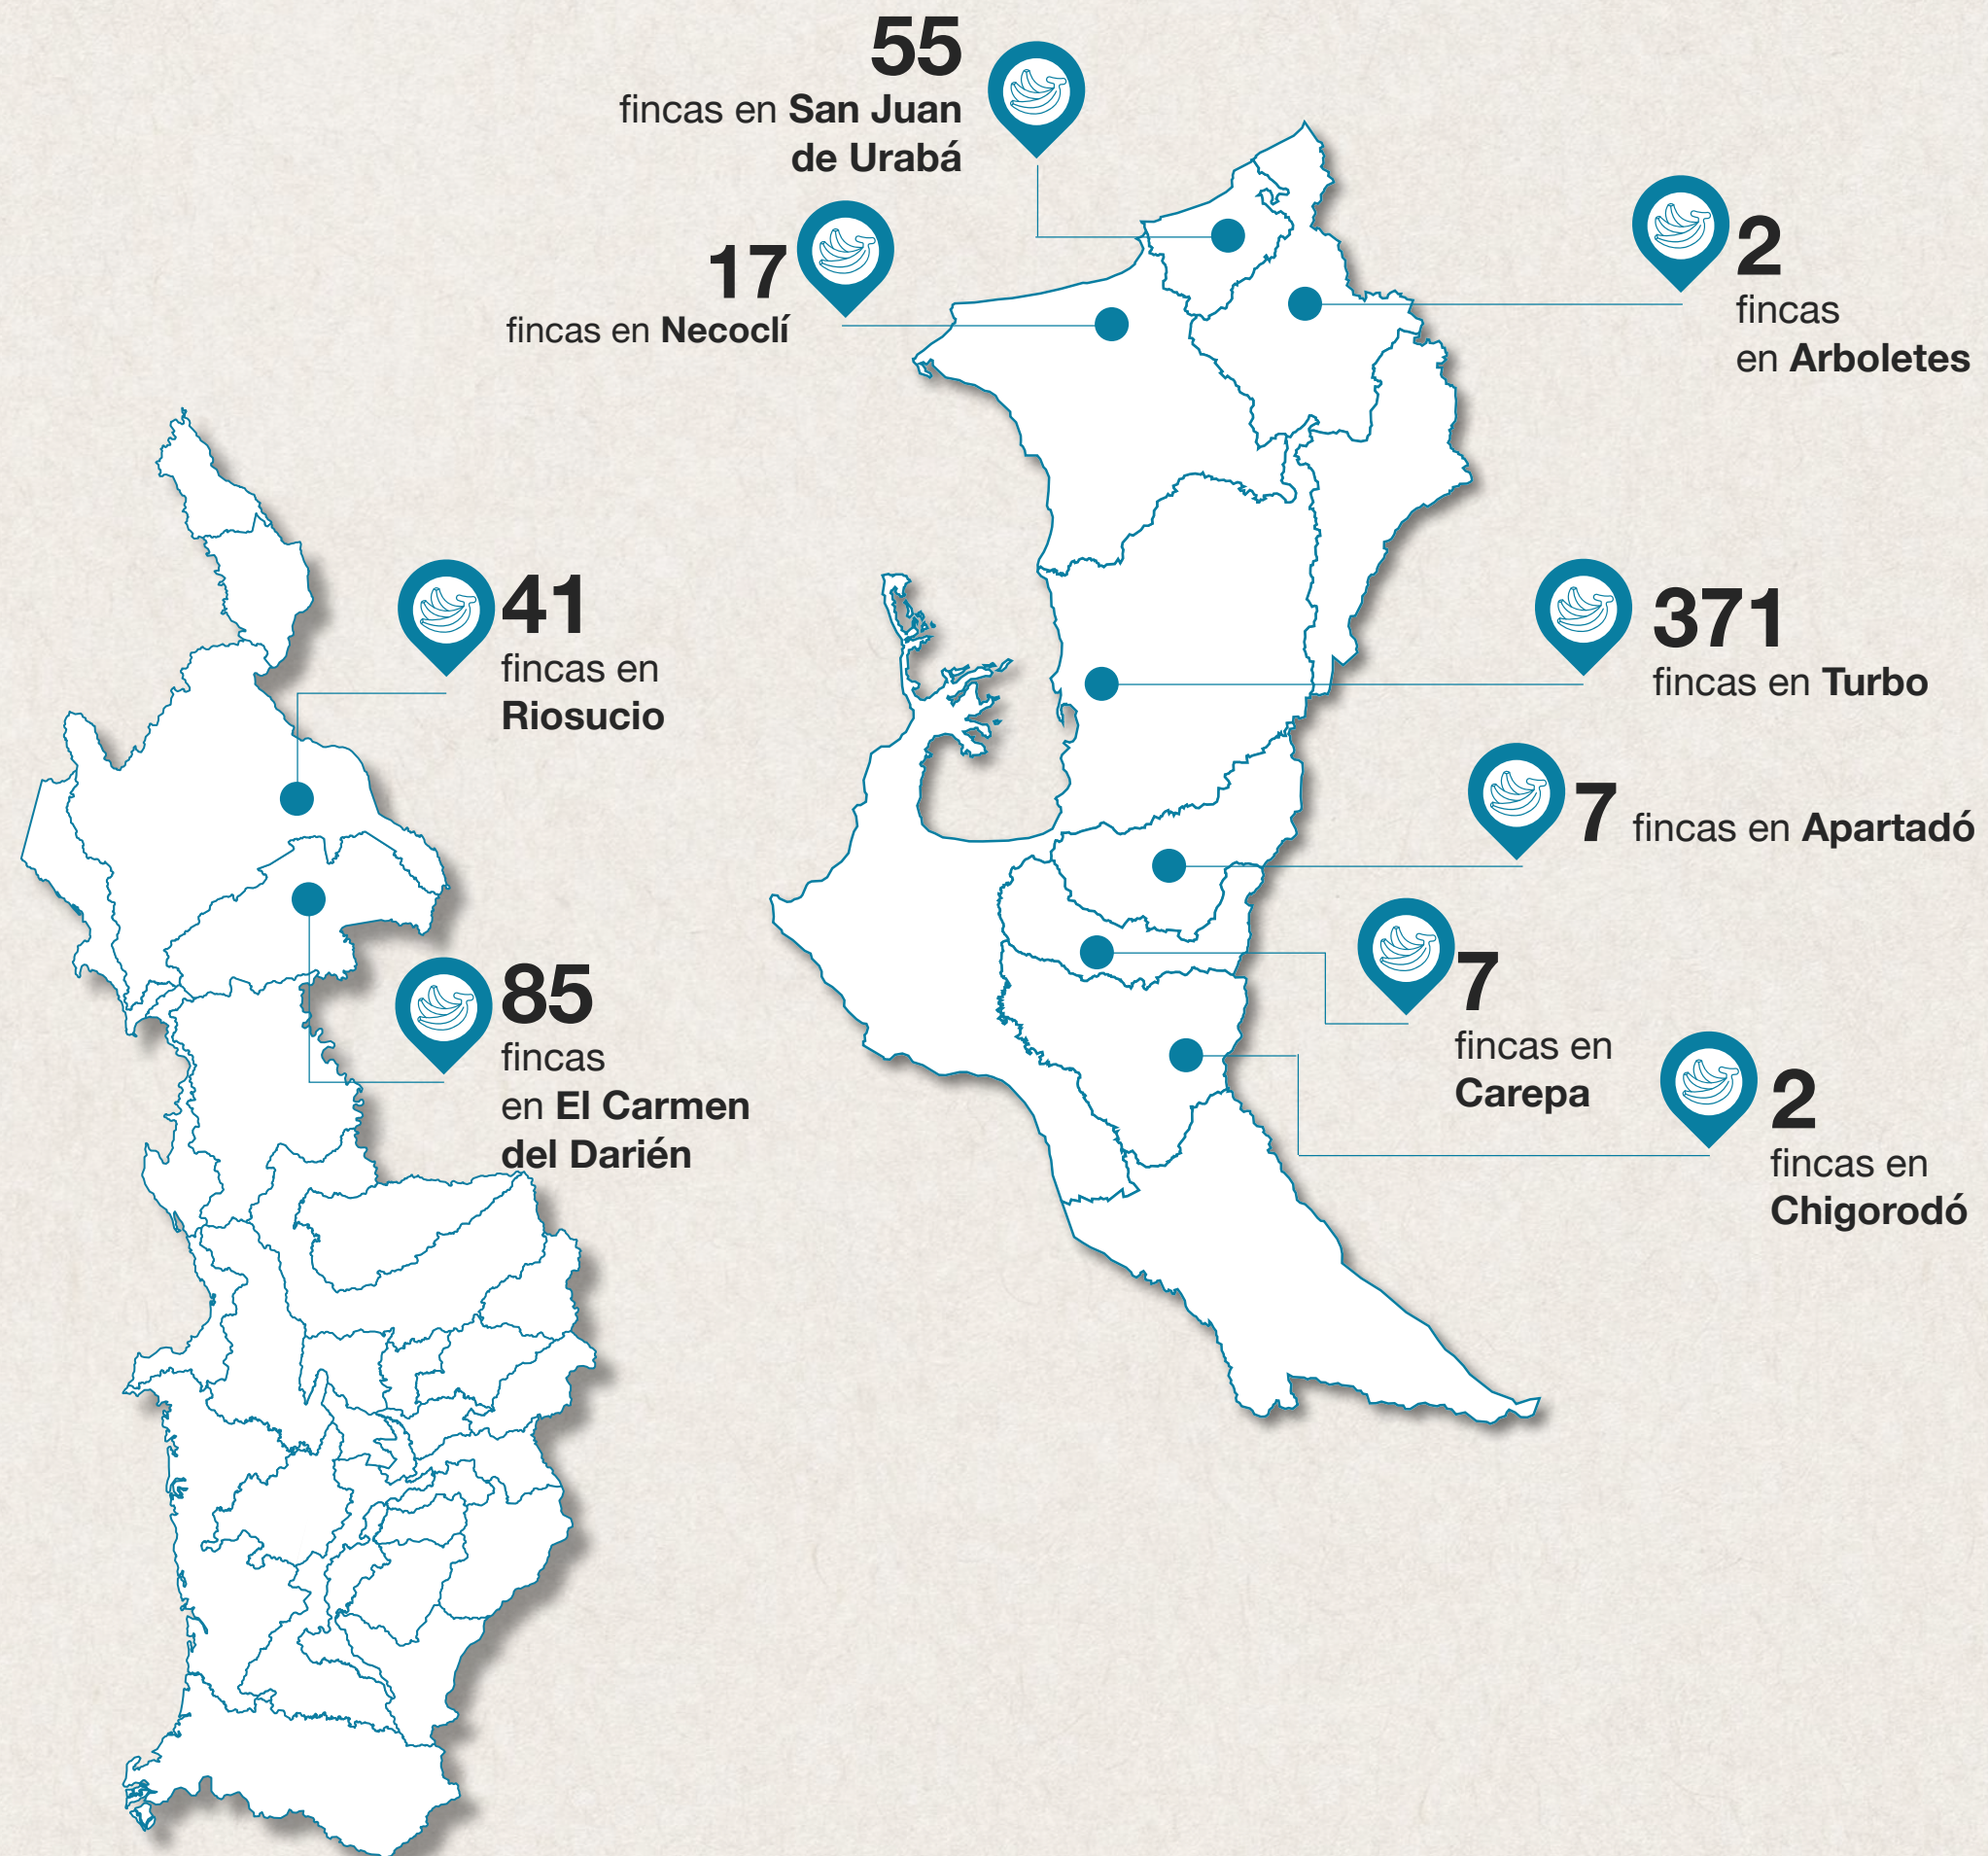 55
fincas en San Juan
de Urabá
17
fincas en Necoclí
2
fincas
en Arboletes
41
fincas en
Riosucio
371
fincas en Turbo
7 fincas en Apartadó
85
fincas
en El Carmen
del Darién
7
fincas en
Carepa
2
fincas en
Chigorodó